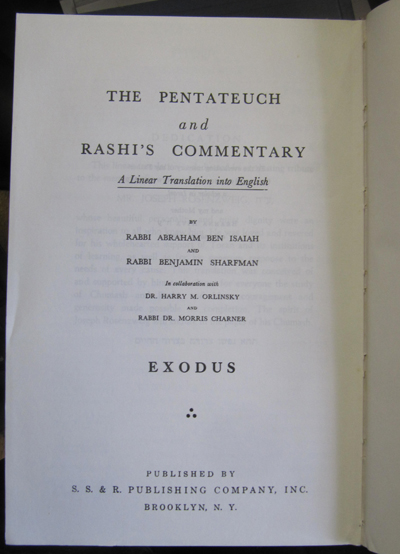 THE PENTATEUCH
and
RASHI'S COMMENTARY
A Linear Translation into English
BY
RABBI ABRAHAM BEN ISAIAH
AND
RABBI BENJAMIN SHARFMAN
In collaboration with
DR. HARRY M. ORLINSKY
AND
RABBI DR. MORRIS CHARNER
EXODUS
PUBLISHED BY
S. S. & R. PUBLISHING COMPANY, INC.
BROOKLYN, N. Y.